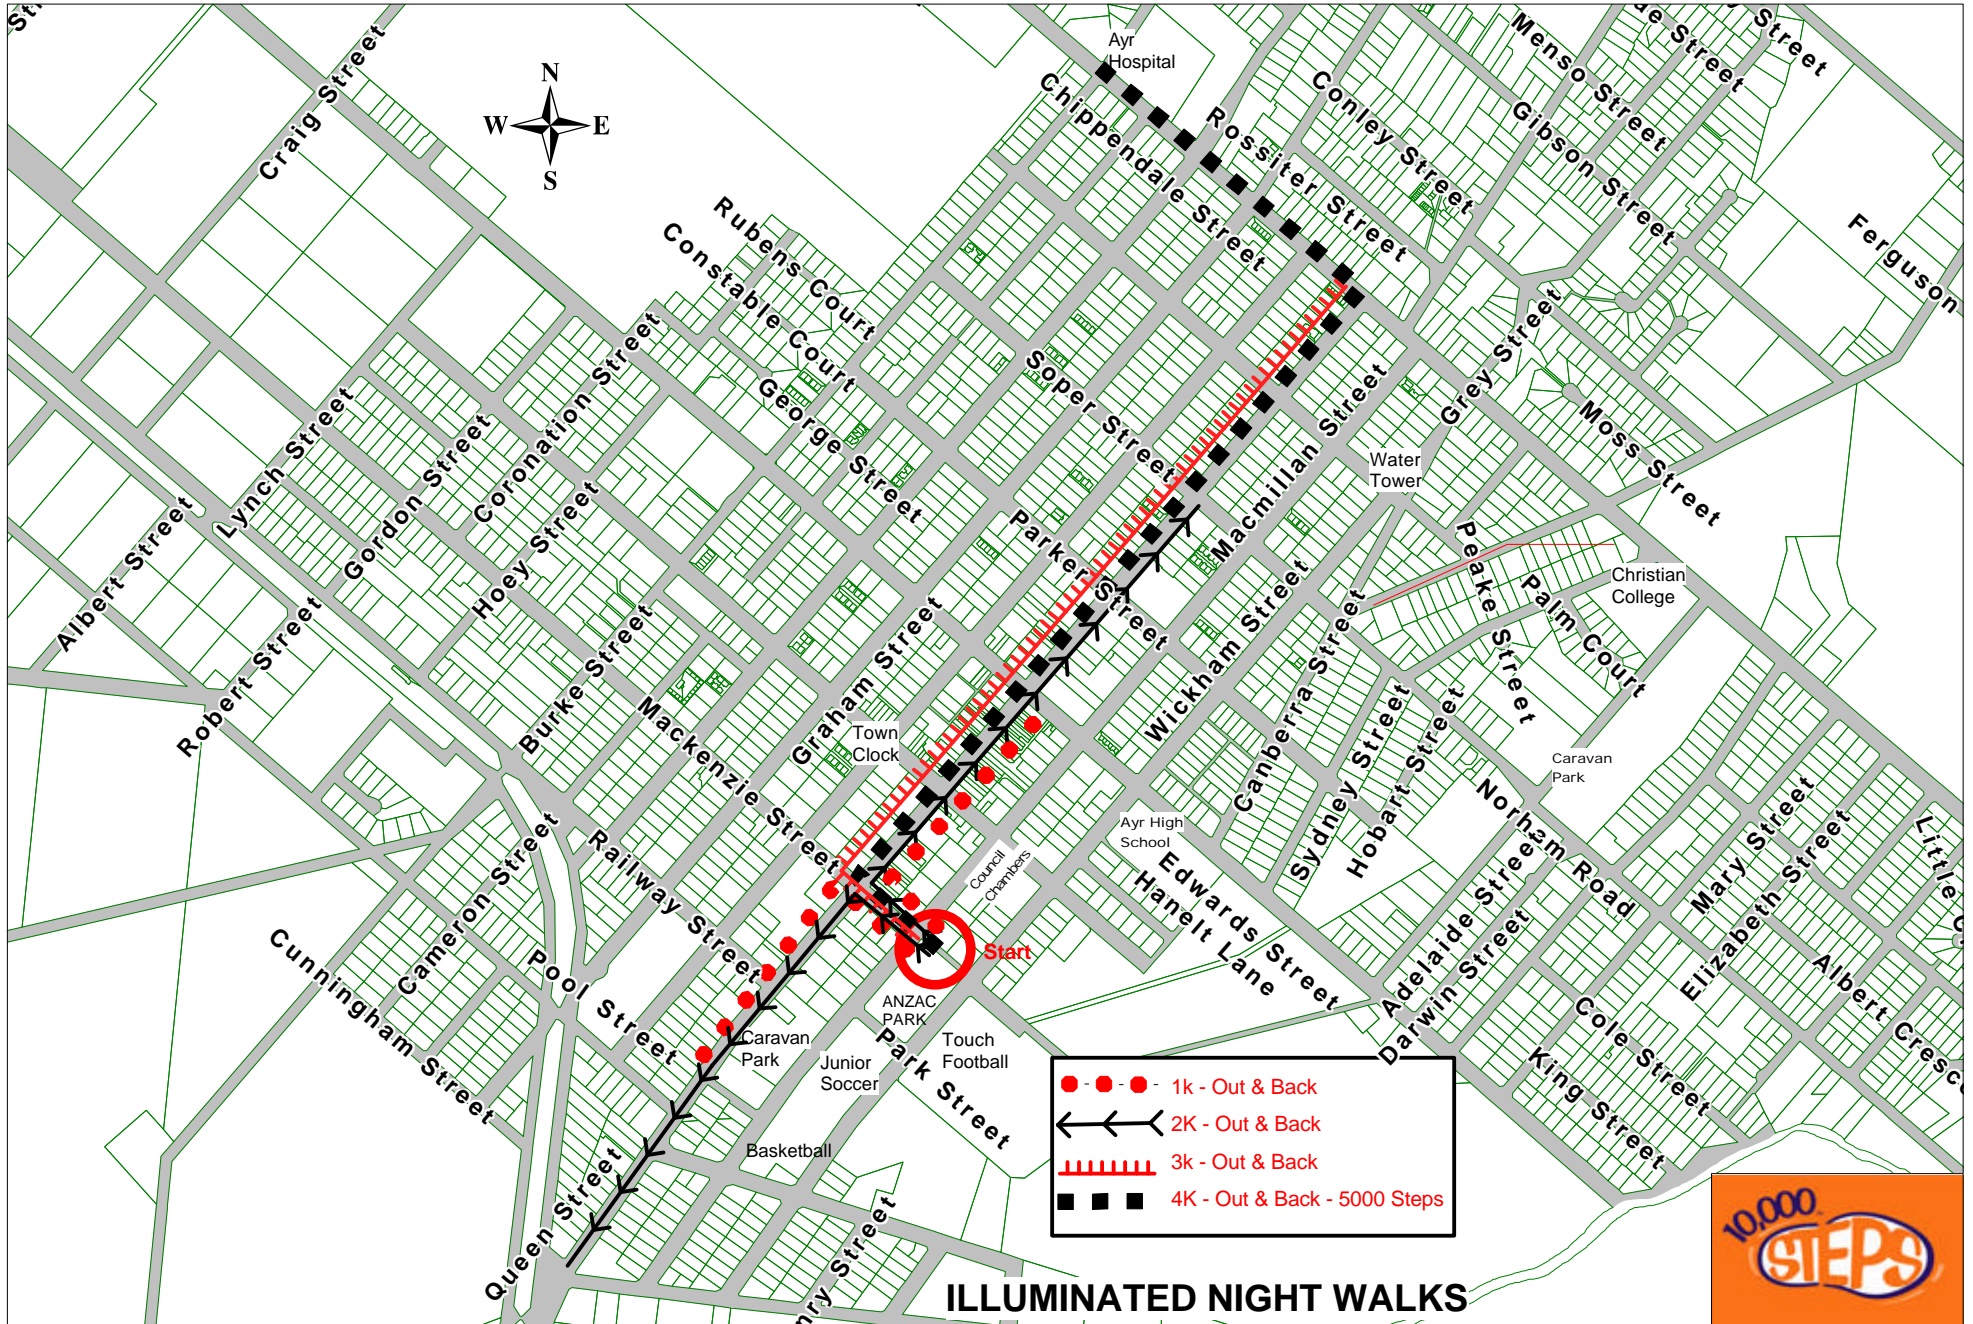 Craig Street
N
W
E
S
Ayr
Hospital
Chippendale Street
Rossiter Street
Conley Street
Menso Street
Gibson Street
Ferguson
Rubens Court
Constable Court
George Street
Soper Street
Macmillan Street
Grey Street
Moss Street
Water
Tower
Lynch Street
Gordon Street
Coronation Street
Hoey Street
Albert Street
Robert Street
Burke Street
Mackenzie Street
Graham Street
Parker Street
Wickham Street
Canberra Street
Sydney Street
Hobart Street
Peake Street
Palm Court
Christian
College
Caravan
Park
Norham Road
Mary Street
Elizabeth Street
Little
Albert Cresc
Town
Clock
Ayr High
School
Council
Chambers
Edwards Street
Hanelt Lane
Adelaide Street
Darwin Street
Cole Street
King Street
Railway Street
Cameron Street
Pool Street
Cunningham Street
Queen Street
Start
ANZAC
PARK
Park Street
Touch
Football
Junior
Soccer
Caravan
Park
Basketball
nry Street
1k - Out & Back
2K - Out & Back
3k - Out & Back
4K - Out & Back - 5000 Steps
ILLUMINATED NIGHT WALKS
10,000
STEPS